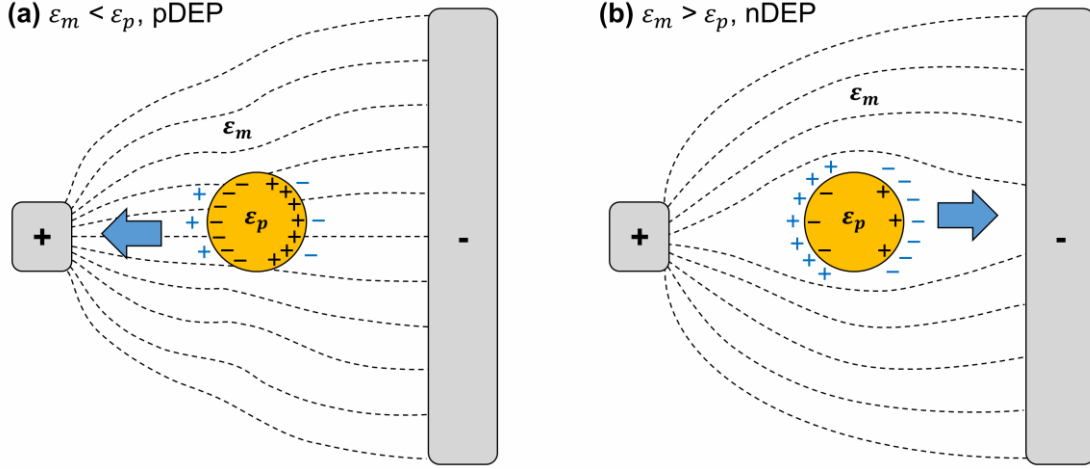 (a) εₘ < εₚ, pDEP
εₘ
+ + + − − − − − − − − −
+ + + + + + + + +
− − −
εₚ
+
-
(b) εₘ > εₚ, nDEP
εₘ
+ + + + + + + + +
− −
+ + +
− − − − − − −
εₚ
+
-